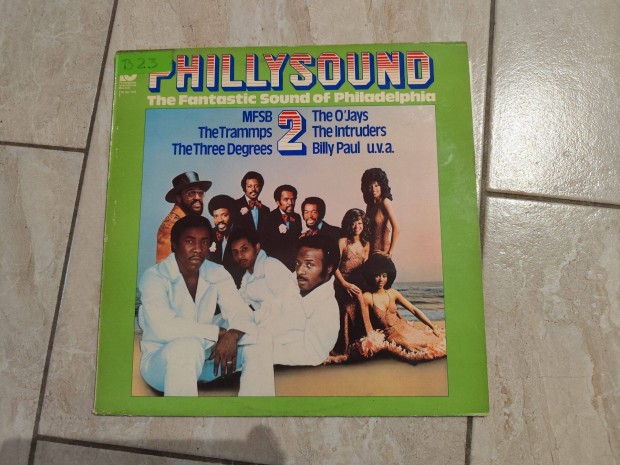 B23
PHILLYSOUND
The Fantastic Sound of Philadelphia
MFSB 2 The O'Jays
The Trammps The Intruders
The Three Degrees Billy Paul u.v.a.